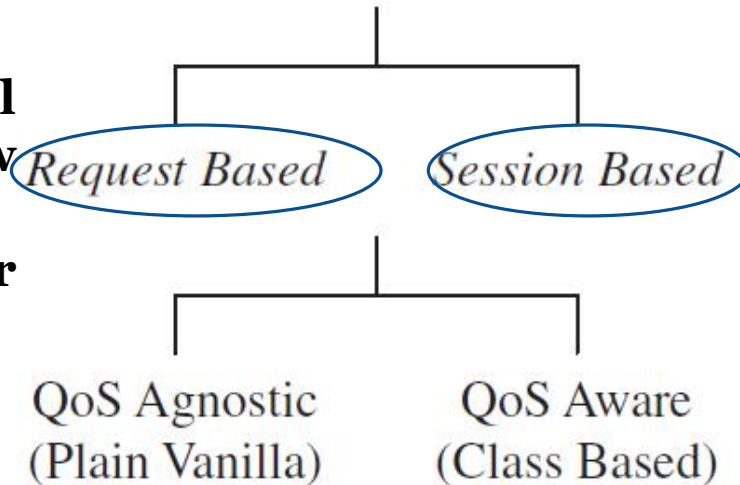 l
w
Request Based Session Based
r
QoS Agnostic QoS Aware
(Plain Vanilla) (Class Based)